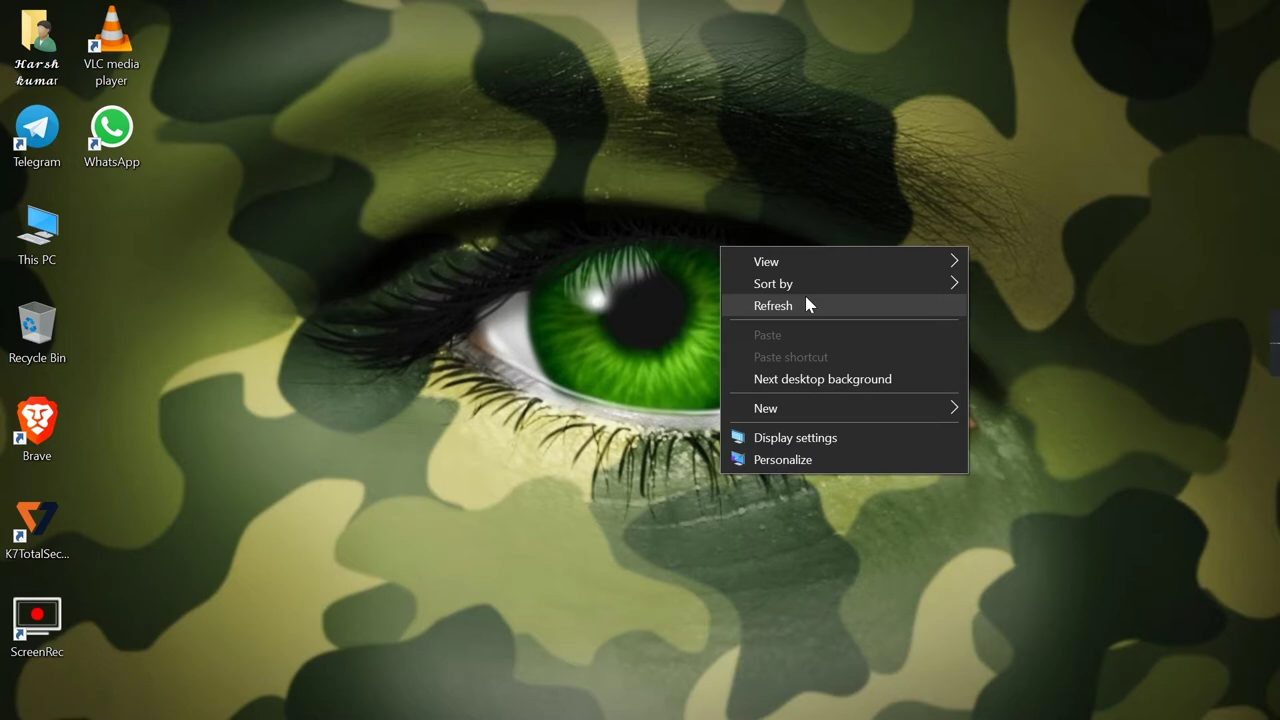 𝓗𝓪𝓻𝓼𝓱
𝓴𝓾𝓶𝓪𝓻
VLC media
player
Telegram
WhatsApp
This PC
Recycle Bin
Brave
K7TotalSec...
ScreenRec
View
Sort by
Refresh
Paste
Paste shortcut
Next desktop background
New
Display settings
Personalize